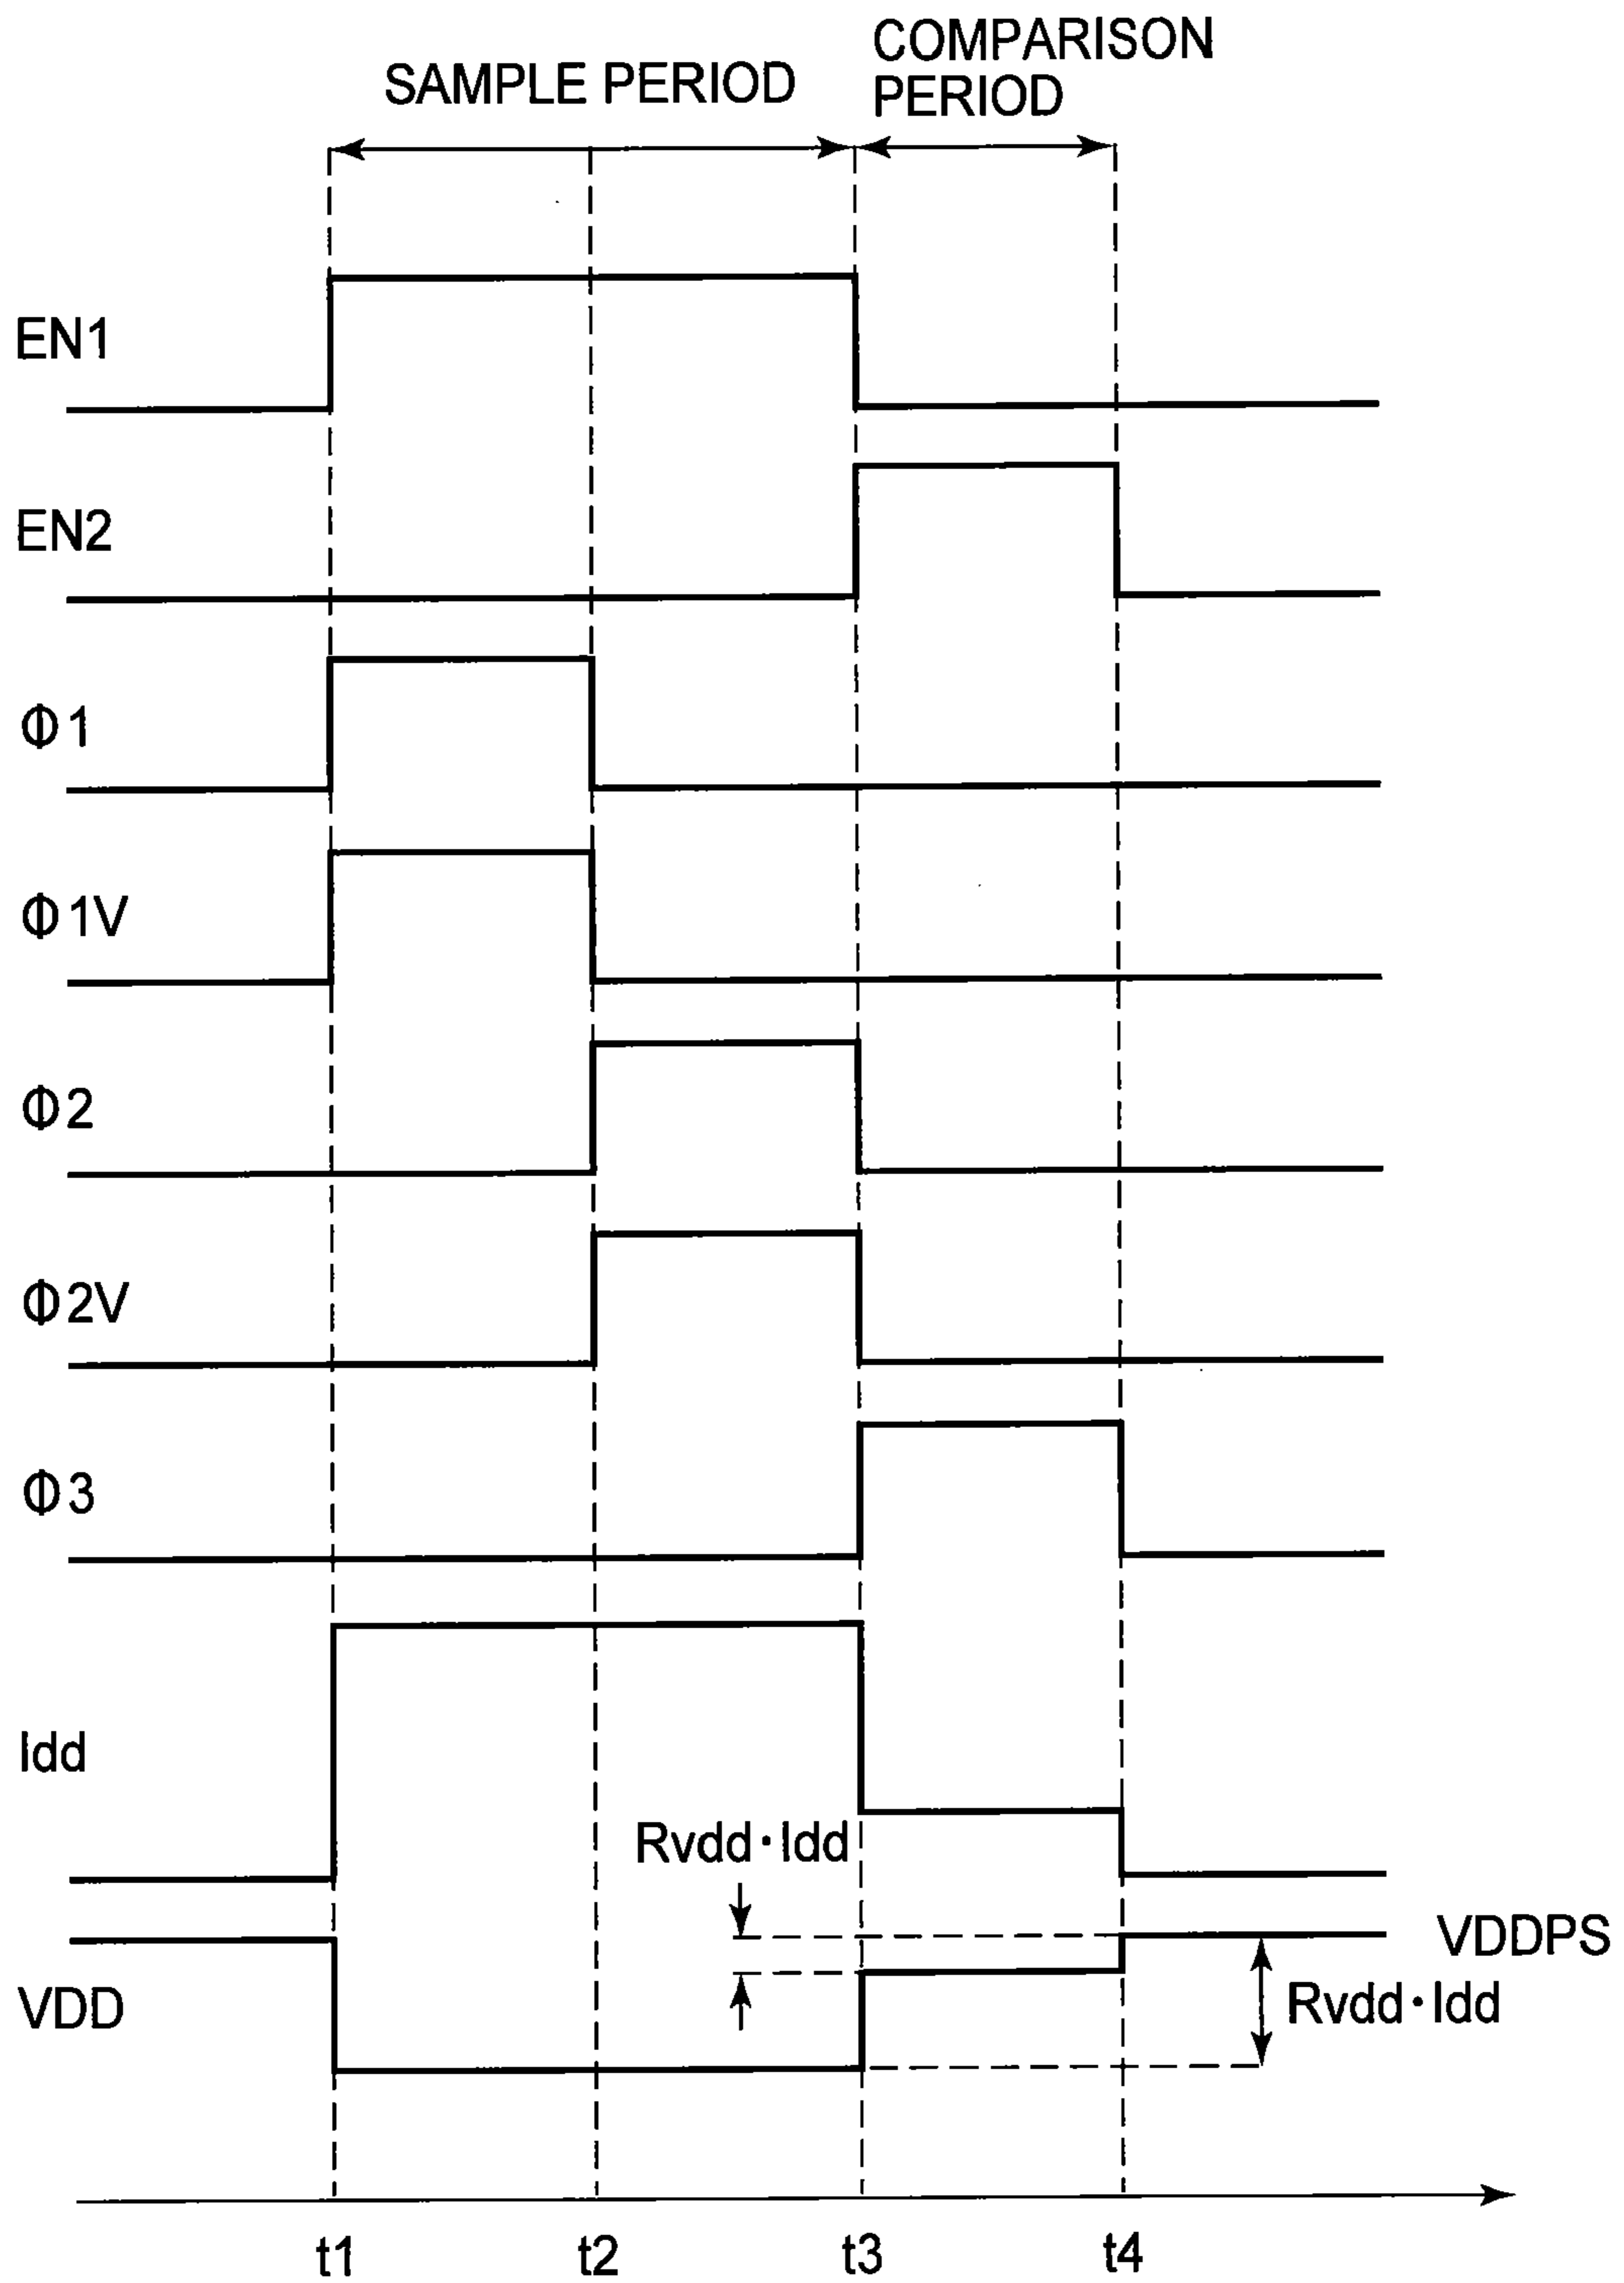 SAMPLE PERIOD
COMPARISON
PERIOD
EN1
EN2
Φ1
Φ1V
Φ2
Φ2V
Φ3
Idd
Rvdd·Idd
VDDPS
VDD
Rvdd·Idd
t1 t2 t3 t4